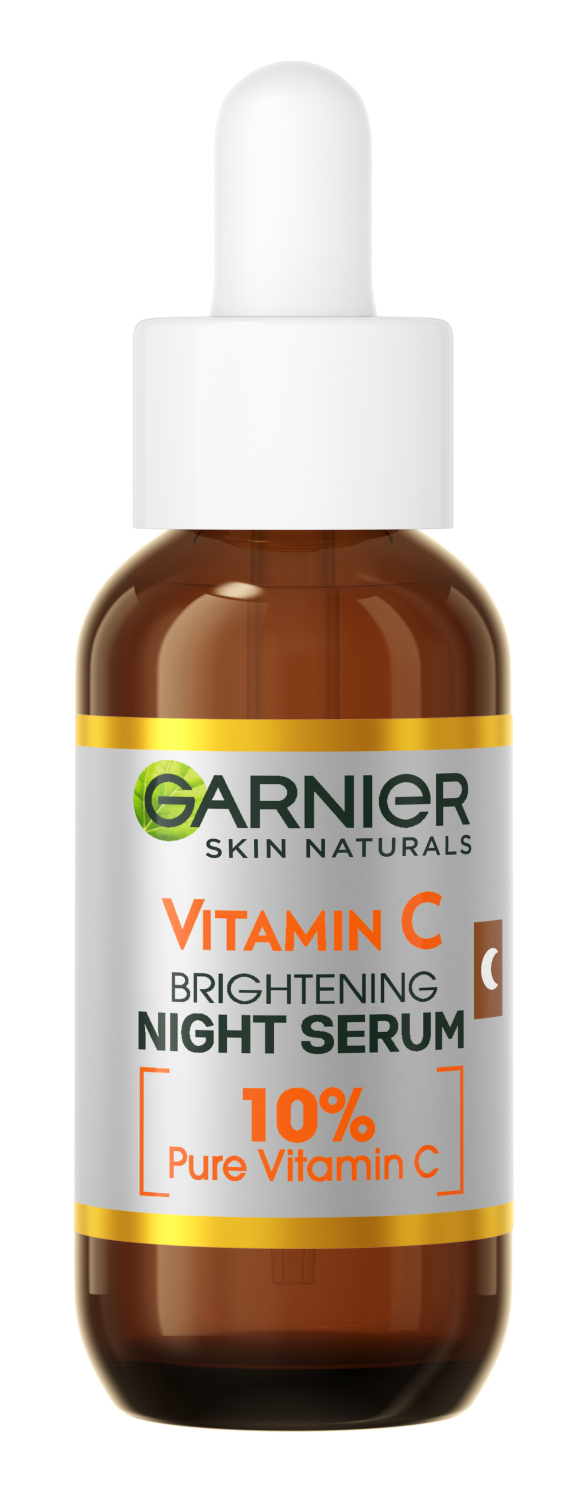 GARNIER
SKIN NATURALS
VITAMIN C
BRIGHTENING
NIGHT SERUM
10%
Pure Vitamin C